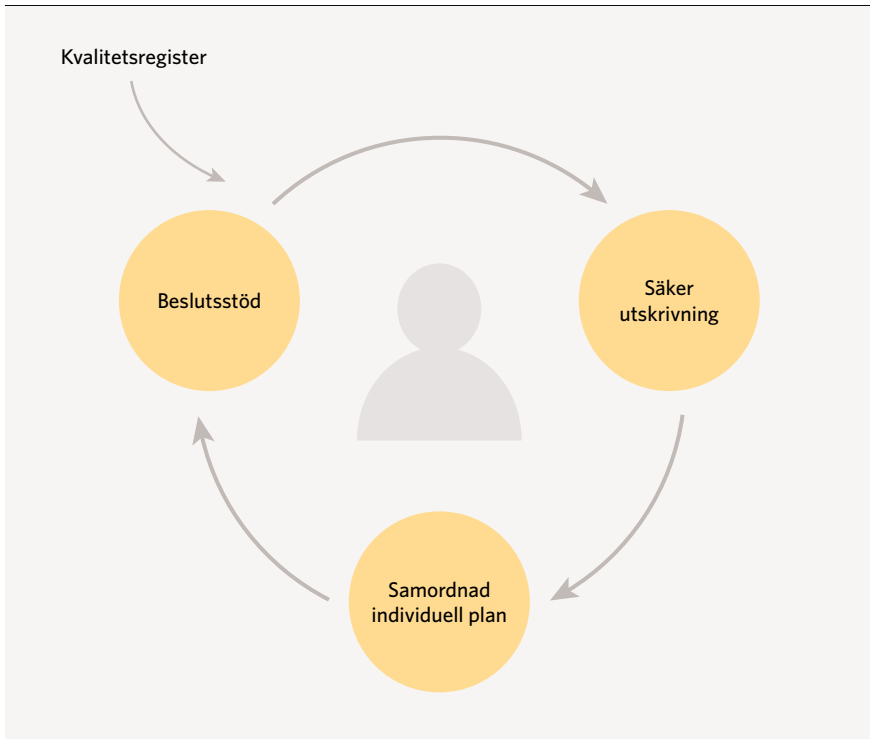 Kvalitetsregister
Beslutsstöd
Säker
utskrivning
Samordnad
individuell plan